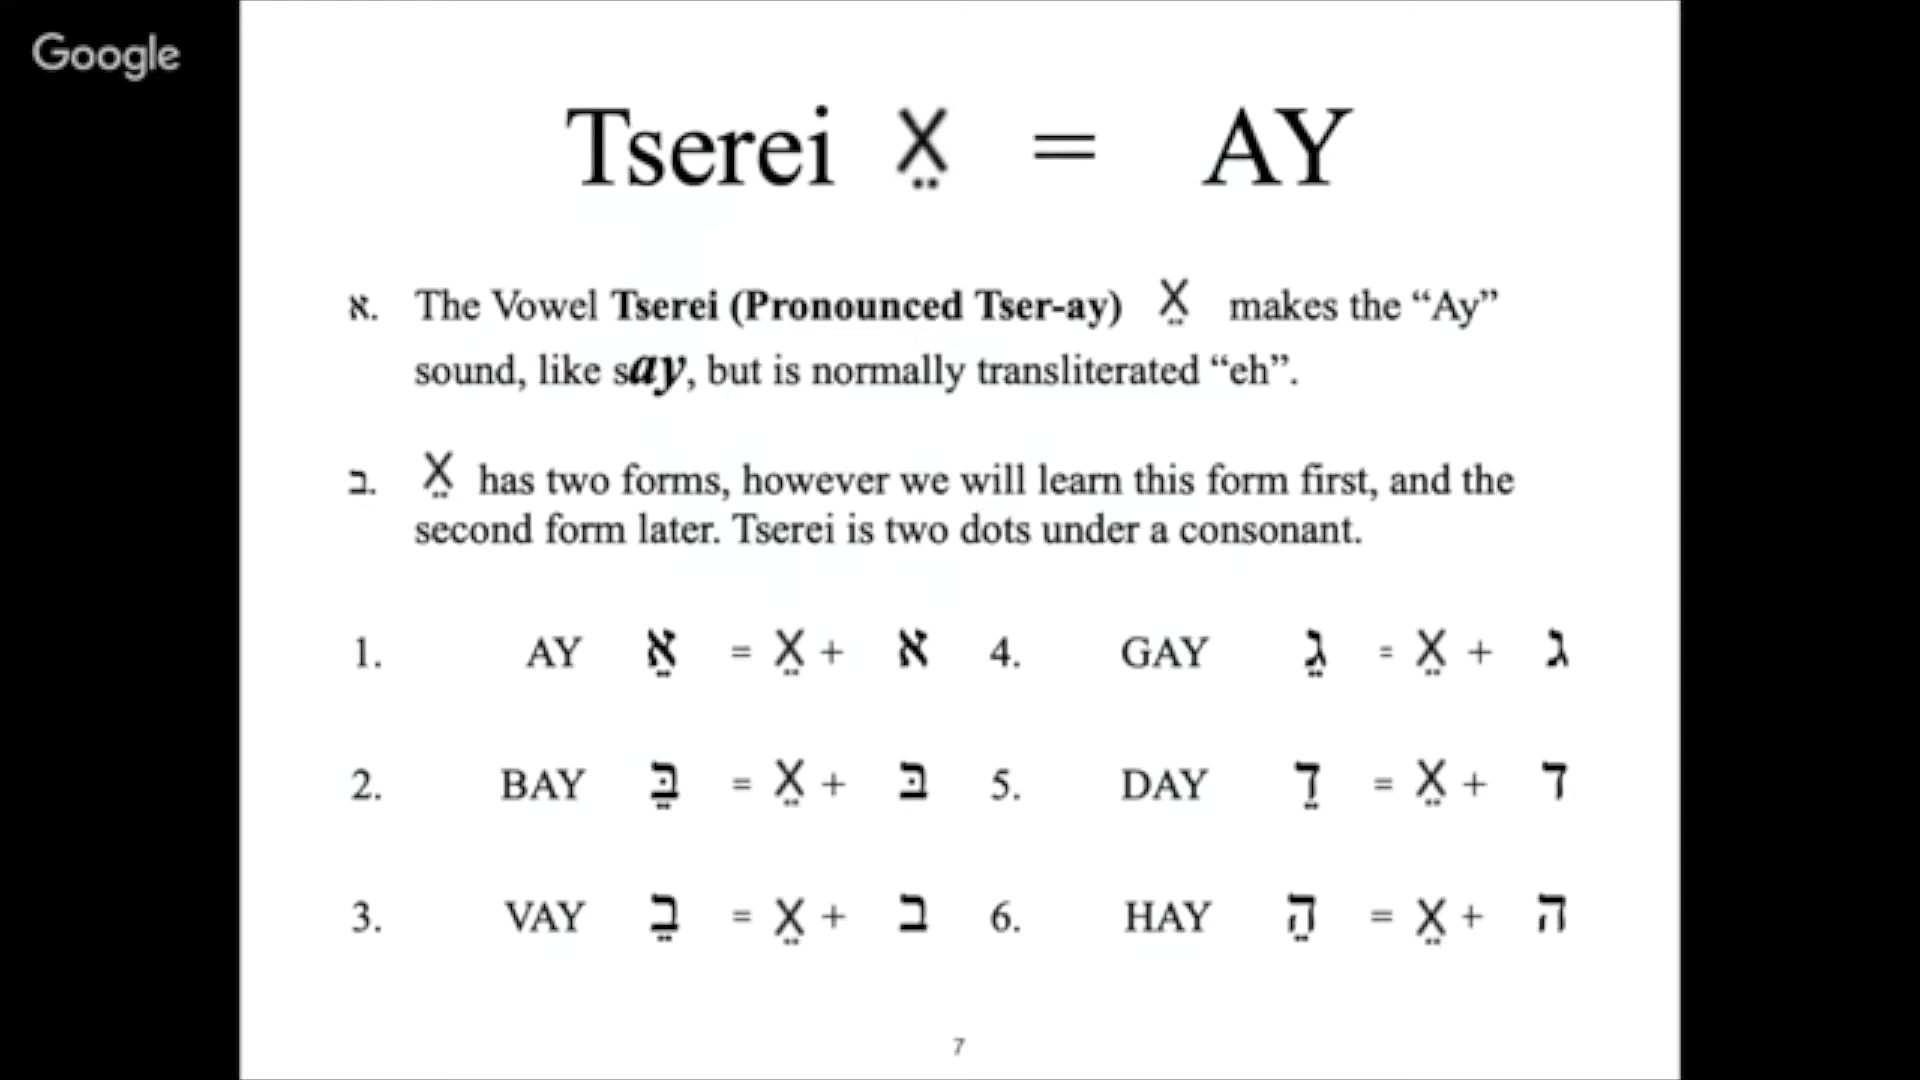 Google
Tserei X̤ = AY
א. The Vowel Tserei (Pronounced Tser-ay) X̤ makes the “Ay”
sound, like say, but is normally transliterated “eh”.
ב. X̤ has two forms, however we will learn this form first, and the
second form later. Tserei is two dots under a consonant.
1. AY אֵ = X̤ + א 4. GAY גֵ = X̤ + ג
2. BAY בֵּ = X̤ + בּ 5. DAY דֵ = X̤ + ד
3. VAY בֵ = X̤ + ב 6. HAY הֵ = X̤ + ה
7